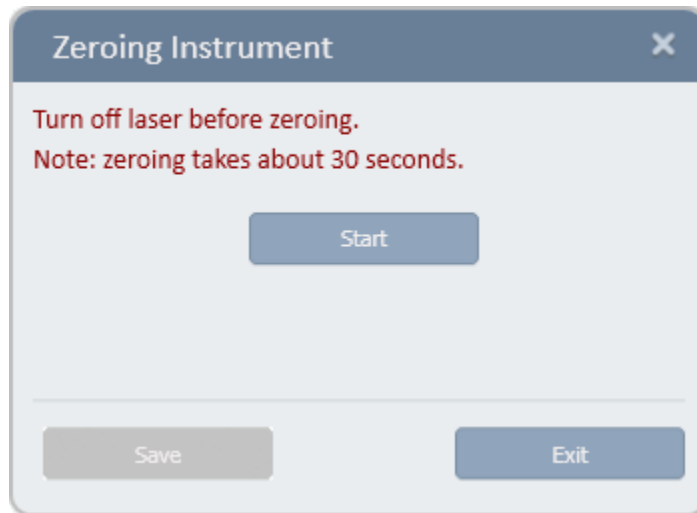 Zeroing Instrument
Turn off laser before zeroing.
Note: zeroing takes about 30 seconds.
Start
Save
Exit